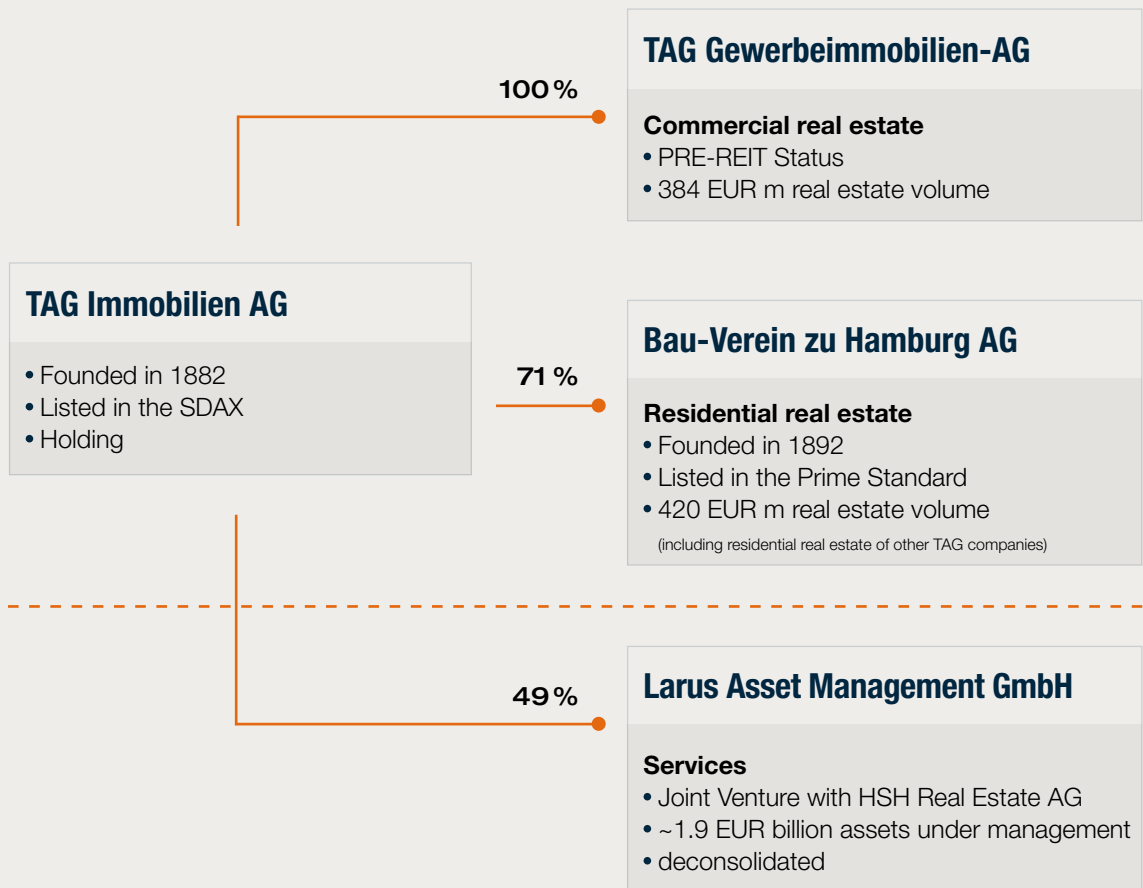 TAG Gewerbeimmobilien-AG
100 %
Commercial real estate
• PRE-REIT Status
• 384 EUR m real estate volume
TAG Immobilien AG
• Founded in 1882
• Listed in the SDAX
• Holding
71 %
Bau-Verein zu Hamburg AG
Residential real estate
• Founded in 1892
• Listed in the Prime Standard
• 420 EUR m real estate volume
(including residential real estate of other TAG companies)
49 %
Larus Asset Management GmbH
Services
• Joint Venture with HSH Real Estate AG
• ~1.9 EUR billion assets under management
• deconsolidated